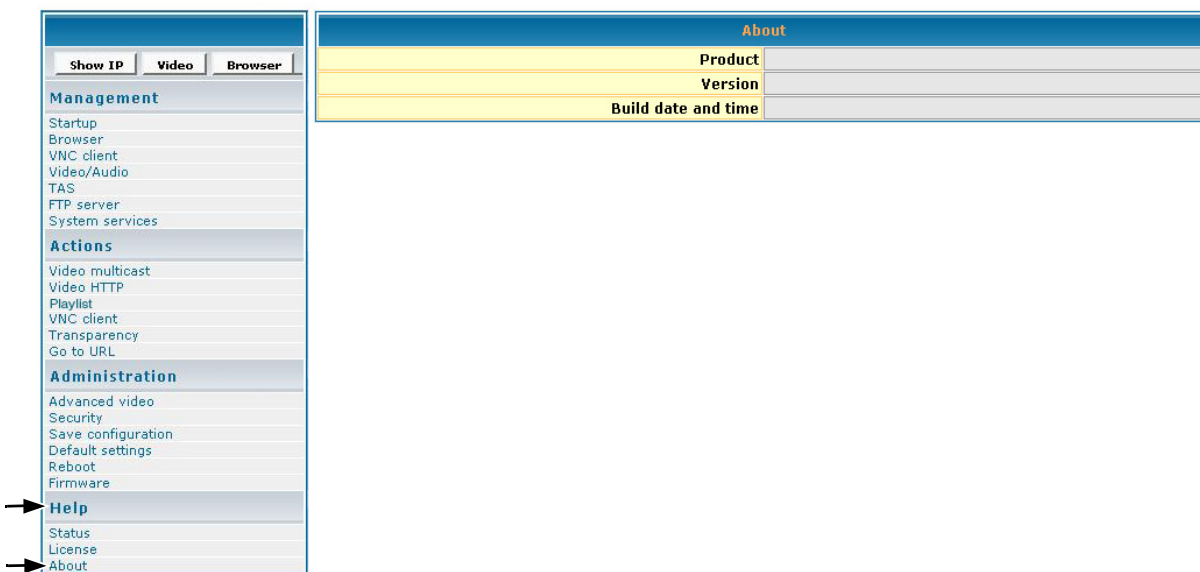 Show IP Video Browser
Management
Startup
Browser
VNC client
Video/Audio
TAS
FTP server
System services
Actions
Video multicast
Video HTTP
Playlist
VNC client
Transparency
Go to URL
Administration
Advanced video
Security
Save configuration
Default settings
Reboot
Firmware
Help
Status
License
About
About
Product
Version
Build date and time